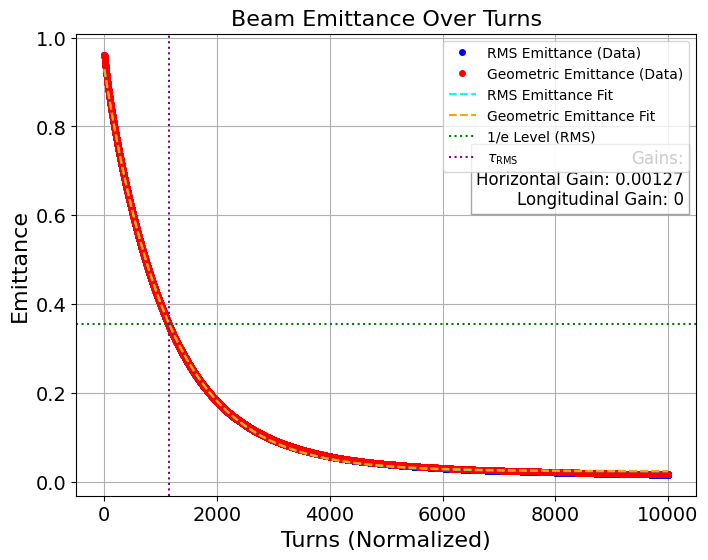 Beam Emittance Over Turns
1.0
0.8
0.6
0.4
0.2
0.0
Emittance
RMS Emittance (Data)
Geometric Emittance (Data)
RMS Emittance Fit
Geometric Emittance Fit
1/e Level (RMS)
τRMS
Gains:
Horizontal Gain: 0.00127
Longitudinal Gain: 0
0 2000 4000 6000 8000 10000
Turns (Normalized)